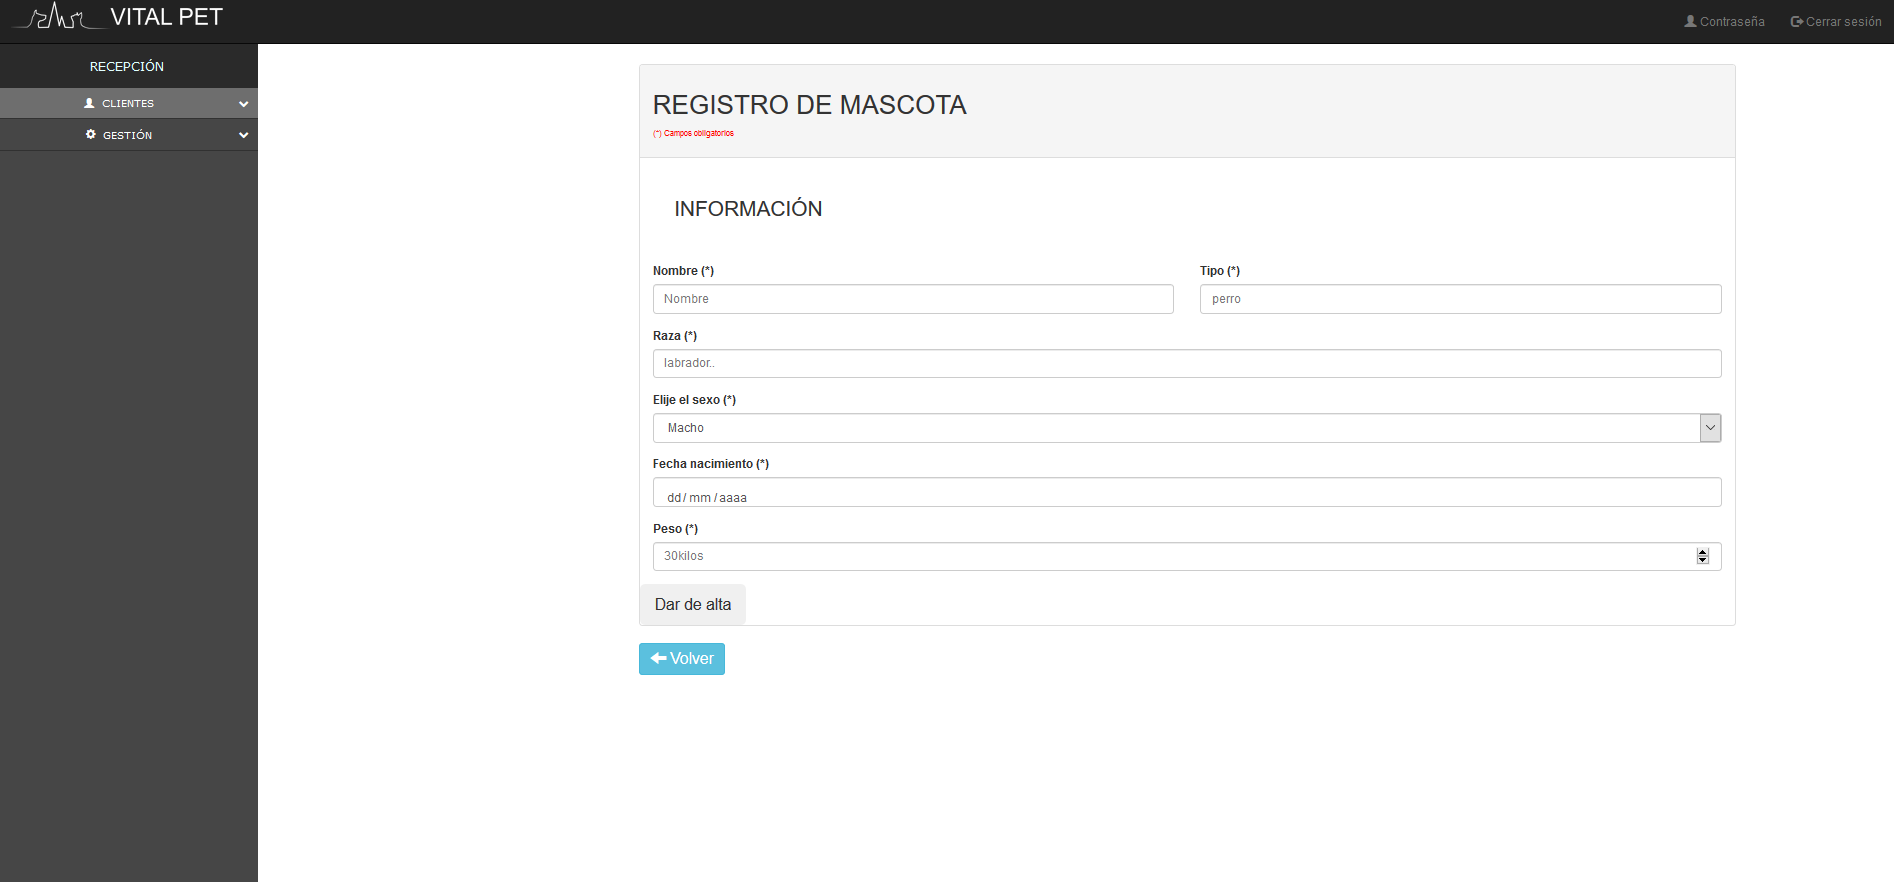 VITAL PET
Contraseña
Cerrar sesión
RECEPCIÓN
CLIENTES
GESTIÓN
REGISTRO DE MASCOTA
(*) Campos obligatorios
INFORMACIÓN
Nombre (*)
Nombre
Tipo (*)
perro
Raza (*)
labrador..
Elije el sexo (*)
Macho
Fecha nacimiento (*)
dd / mm / aaaa
Peso (*)
30kilos
Dar de alta
Volver